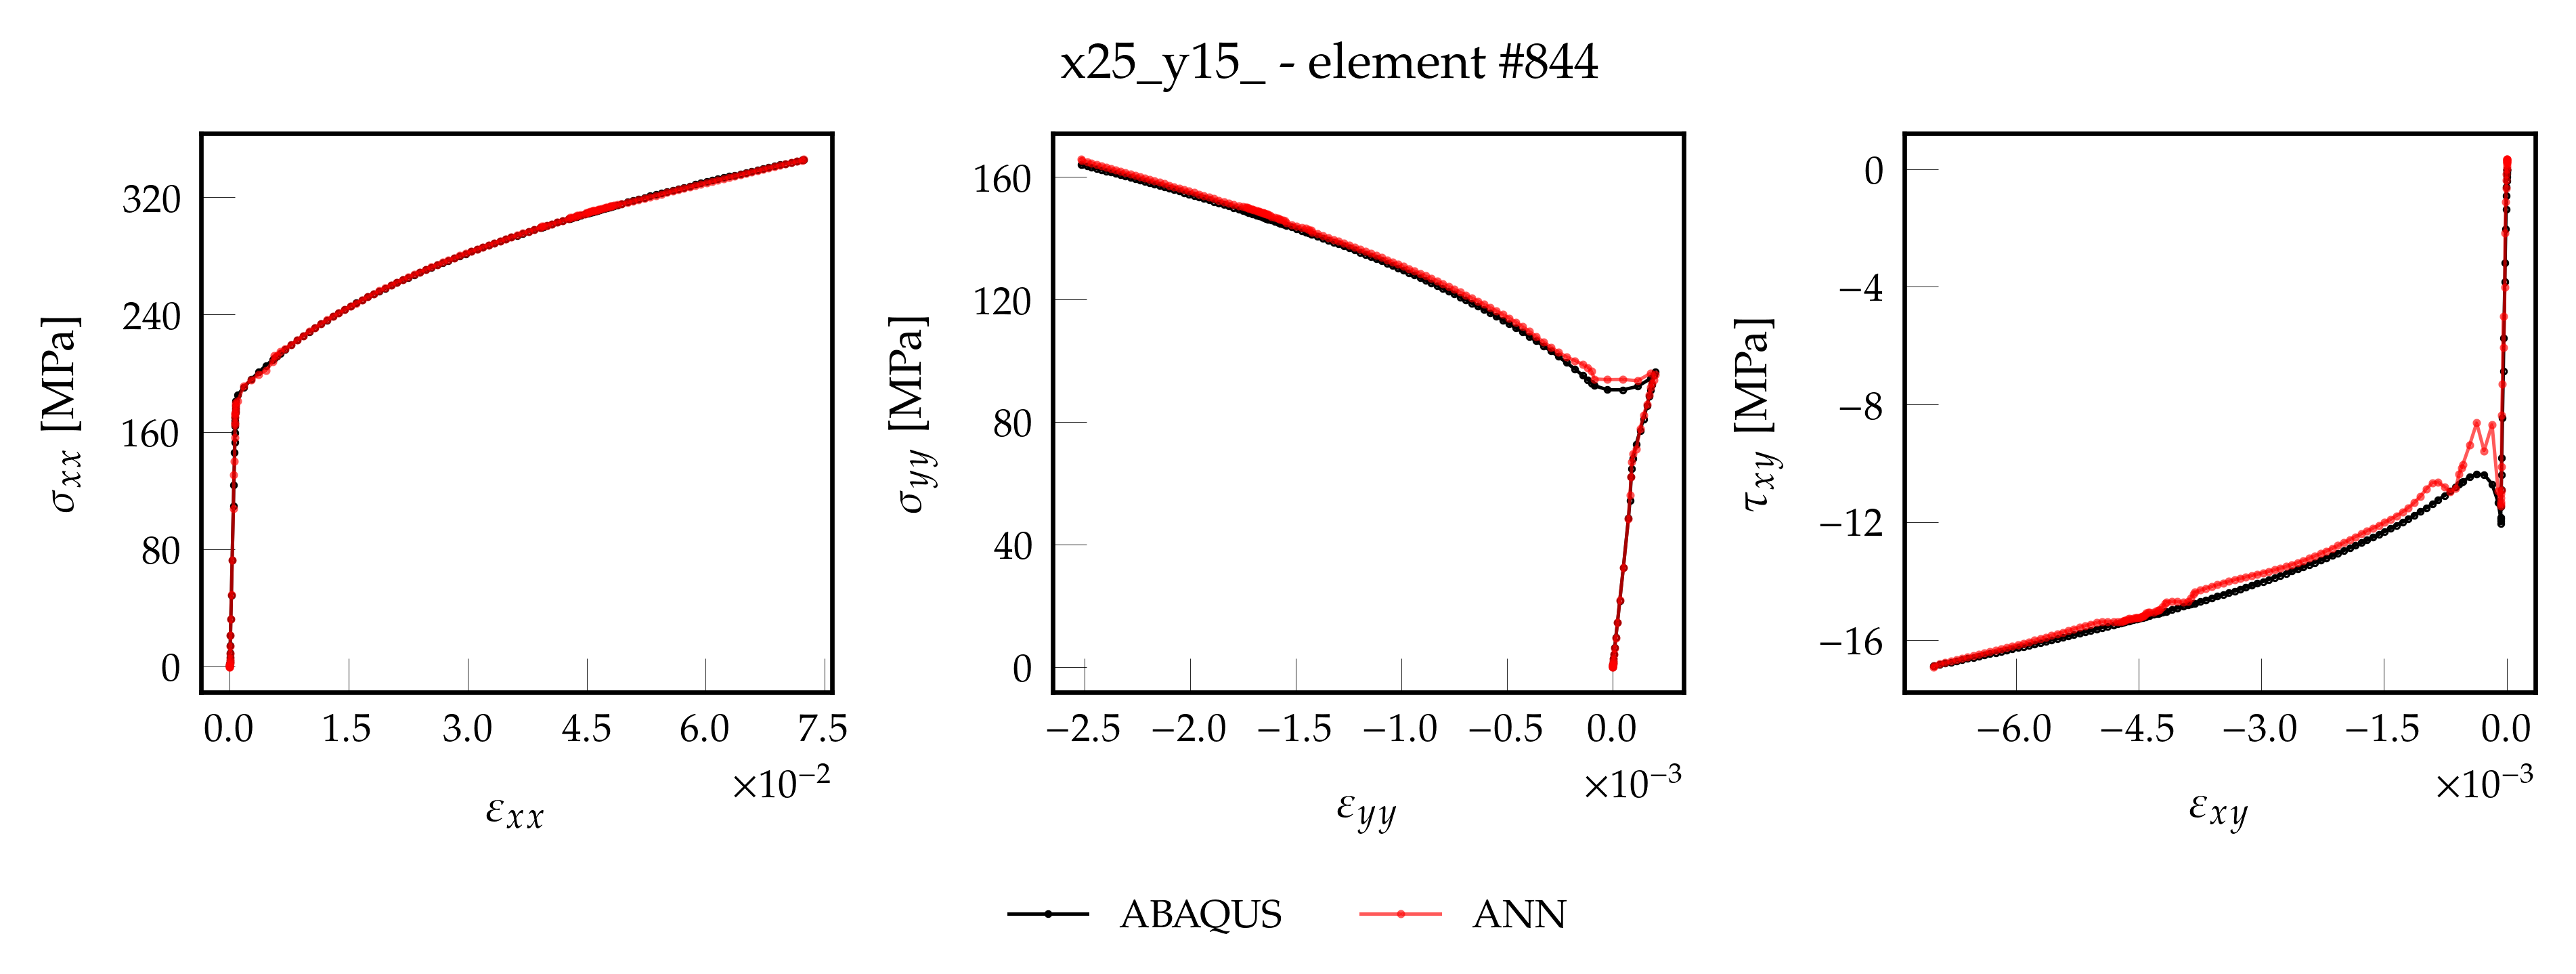 x25_y15_ - element #844
σxx [MPa]
320
240
160
80
0
0.0 1.5 3.0 4.5 6.0 7.5
×10−2
εxx
σyy [MPa]
160
120
80
40
0
−2.5 −2.0 −1.5 −1.0 −0.5 0.0
×10−3
εyy
τxy [MPa]
0
−4
−8
−12
−16
−6.0 −4.5 −3.0 −1.5 0.0
×10−3
εxy
ABAQUS ANN